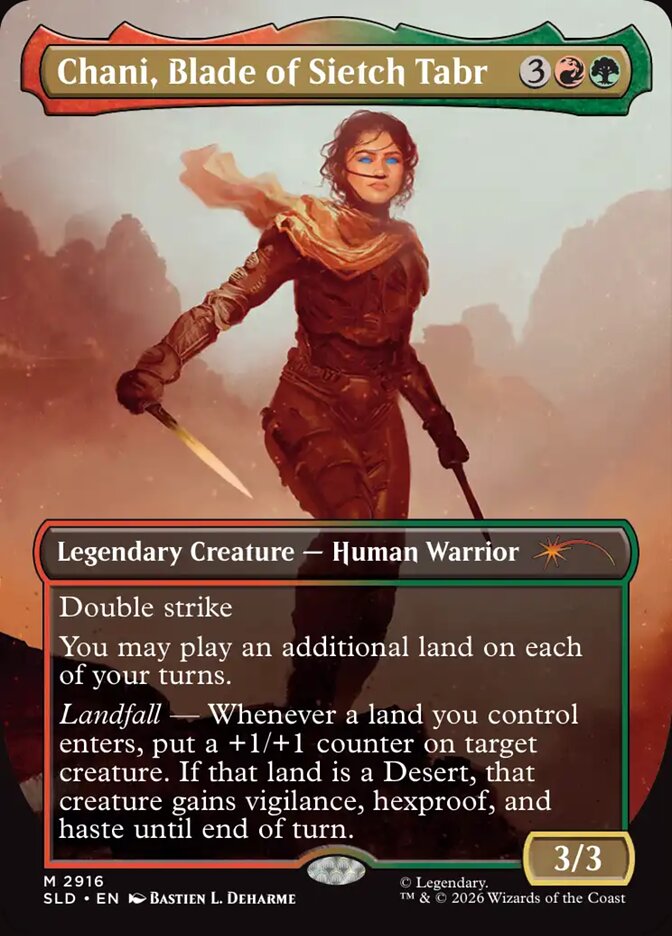 Chani, Blade of Sietch Tabr 3
Legendary Creature — Human Warrior
Double strike
You may play an additional land on each
of your turns.
Landfall — Whenever a land you control
enters, put a +1/+1 counter on target
creature. If that land is a Desert, that
creature gains vigilance, hexproof, and
haste until end of turn.
3/3
M 2916
SLD • EN Bastien L. Deharme
© Legendary.
™ & © 2026 Wizards of the Coast